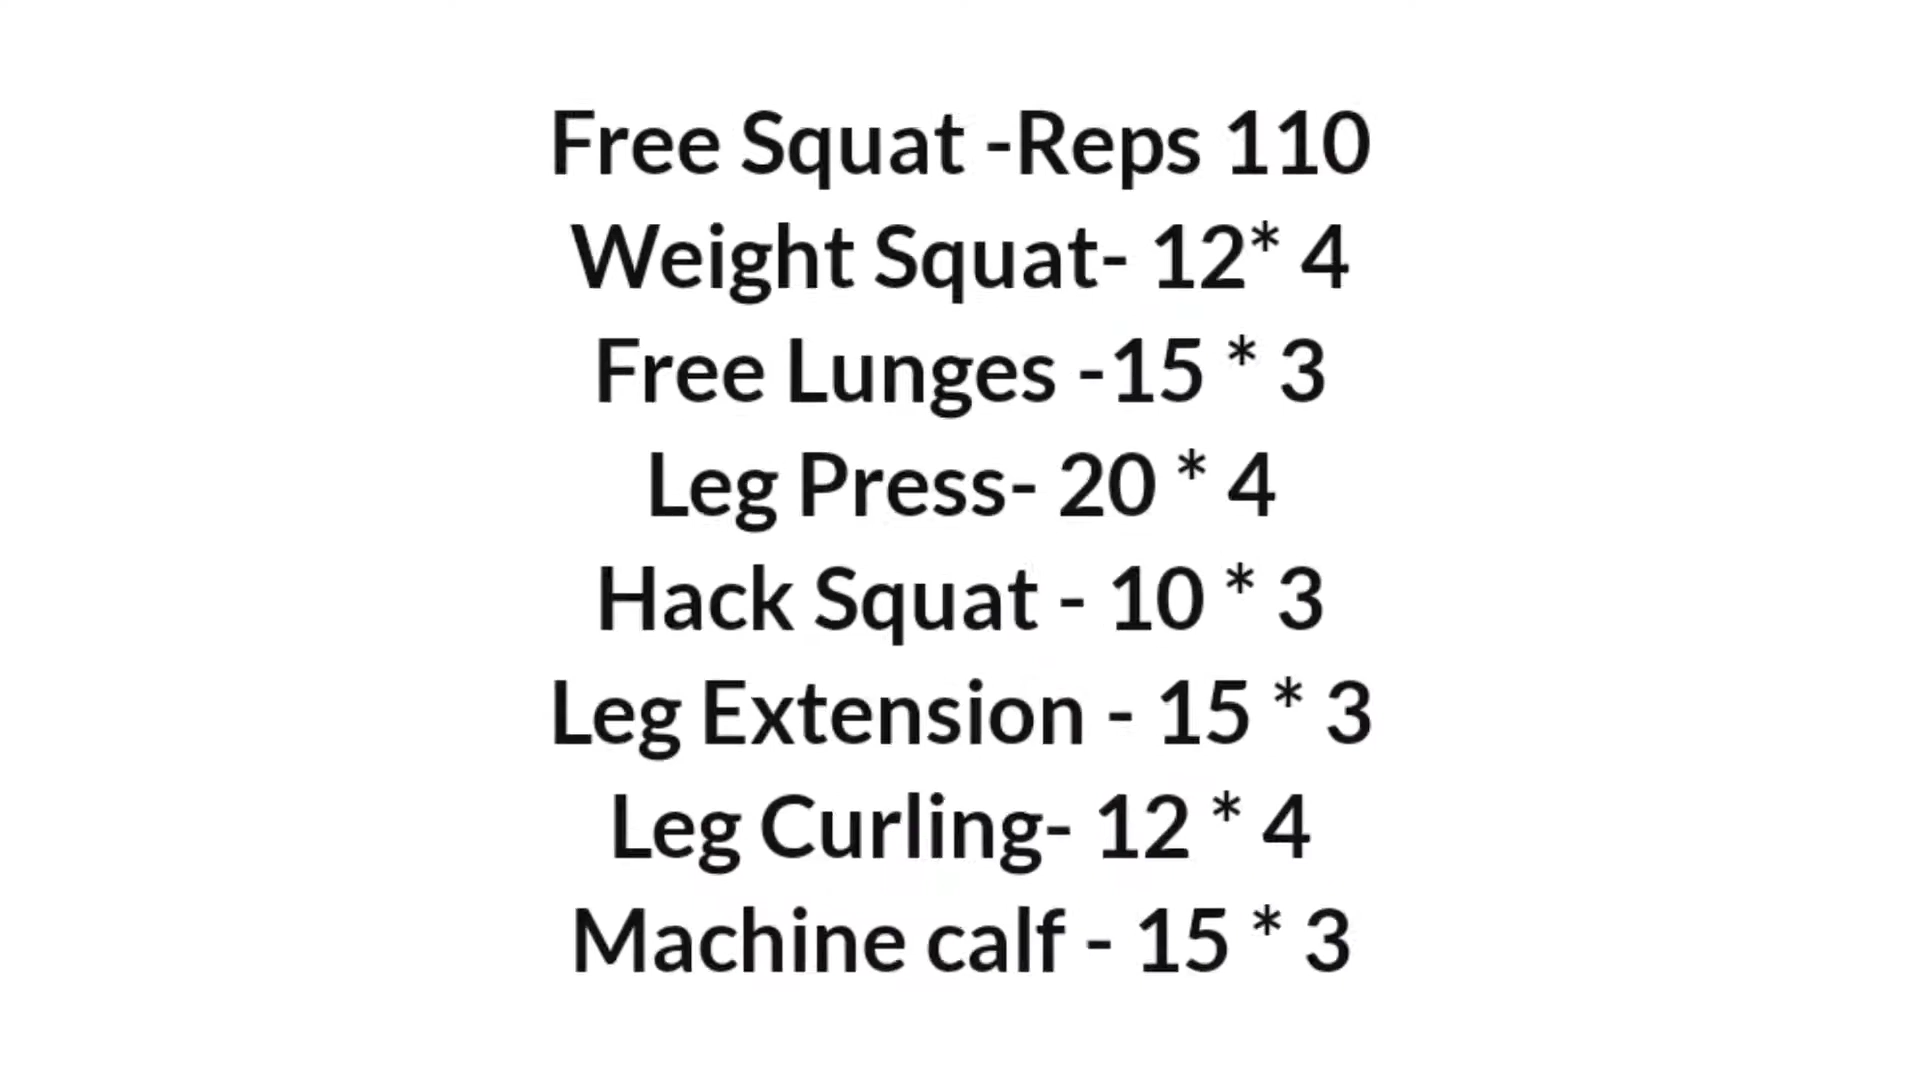 Free Squat -Reps 110
Weight Squat- 12* 4
Free Lunges -15 * 3
Leg Press- 20 * 4
Hack Squat - 10 * 3
Leg Extension - 15 * 3
Leg Curling- 12 * 4
Machine calf - 15 * 3